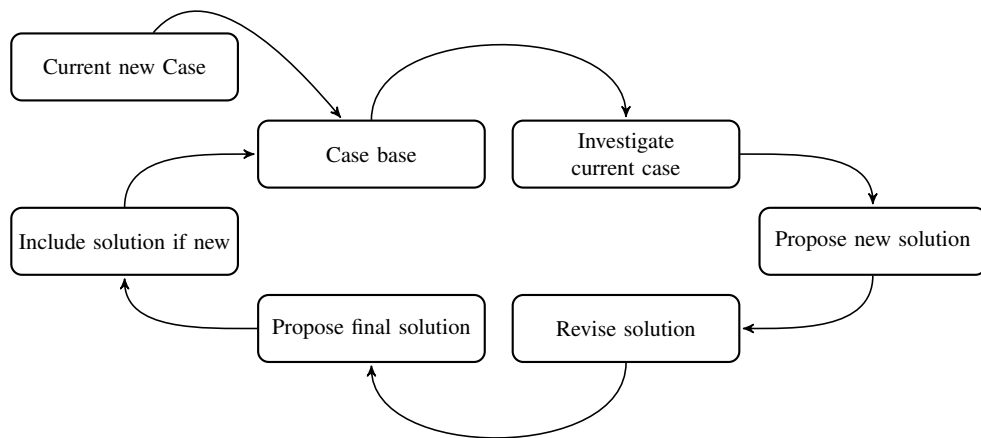 Current new Case
Case base
Investigate
current case
Include solution if new
Propose new solution
Propose final solution
Revise solution